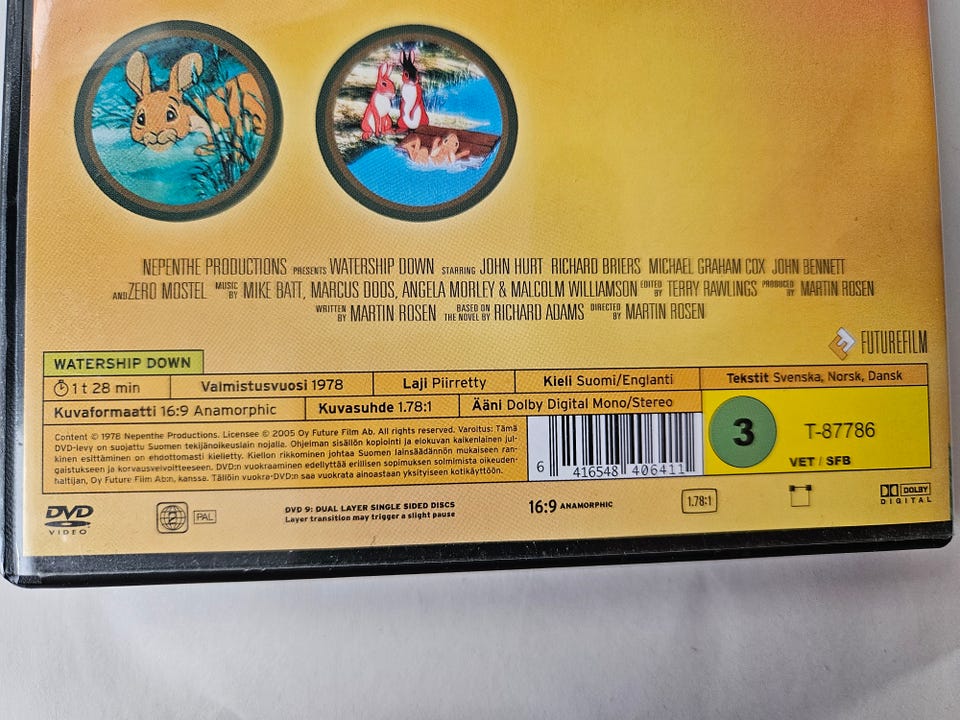 NEPENTHE PRODUCTIONS PRESENTS WATERSHIP DOWN STARRING JOHN HURT RICHARD BRIERS MICHAEL GRAHAM COX JOHN BENNETT
AND ZERO MOSTEL MUSIC BY MIKE BATT, MARCUS DODS, ANGELA MORLEY & MALCOLM WILLIAMSON EDITED BY TERRY RAWLINGS PRODUCED BY MARTIN ROSEN
WRITTEN BY MARTIN ROSEN BASED ON THE NOVEL BY RICHARD ADAMS DIRECTED BY MARTIN ROSEN
FUTUREFILM
WATERSHIP DOWN
1 t 28 min Valmistusvuosi 1978 Laji Piirretty Kieli Suomi/Englanti Tekstit Svenska, Norsk, Dansk
Kuvaformaatti 16:9 Anamorphic Kuvasuhde 1.78:1 Ääni Dolby Digital Mono/Stereo
Content © 1978 Nepenthe Productions. Licensee © 2005 Oy Future Film Ab. All rights reserved. Varoitus: Tämä
DVD-levy on suojattu Suomen tekijänoikeuslain nojalla. Ohjelman sisällön kopiointi ja elokuvan kaikenlainen jul-
kinen esittäminen on ehdottomasti kielletty. Kiellon rikkominen johtaa Suomen lainsäädännön mukaiseen ran-
gaistukseen ja korvausvelvoitteeseen. DVD:n vuokraaminen edellyttää erillisen sopimuksen solmimista oikeuden-
haltijan, Oy Future Film Ab:n, kanssa. Tällöin vuokra-DVD:n saa vuokrata ainoastaan yksityiseen kotikäyttöön.
6 416548 406411
3
T-87786
VET / SFB
DVD VIDEO
2 PAL
DVD 9: DUAL LAYER SINGLE SIDED DISCS
Layer transition may trigger a slight pause
16:9 ANAMORPHIC
1.78:1
DOLBY
DIGITAL